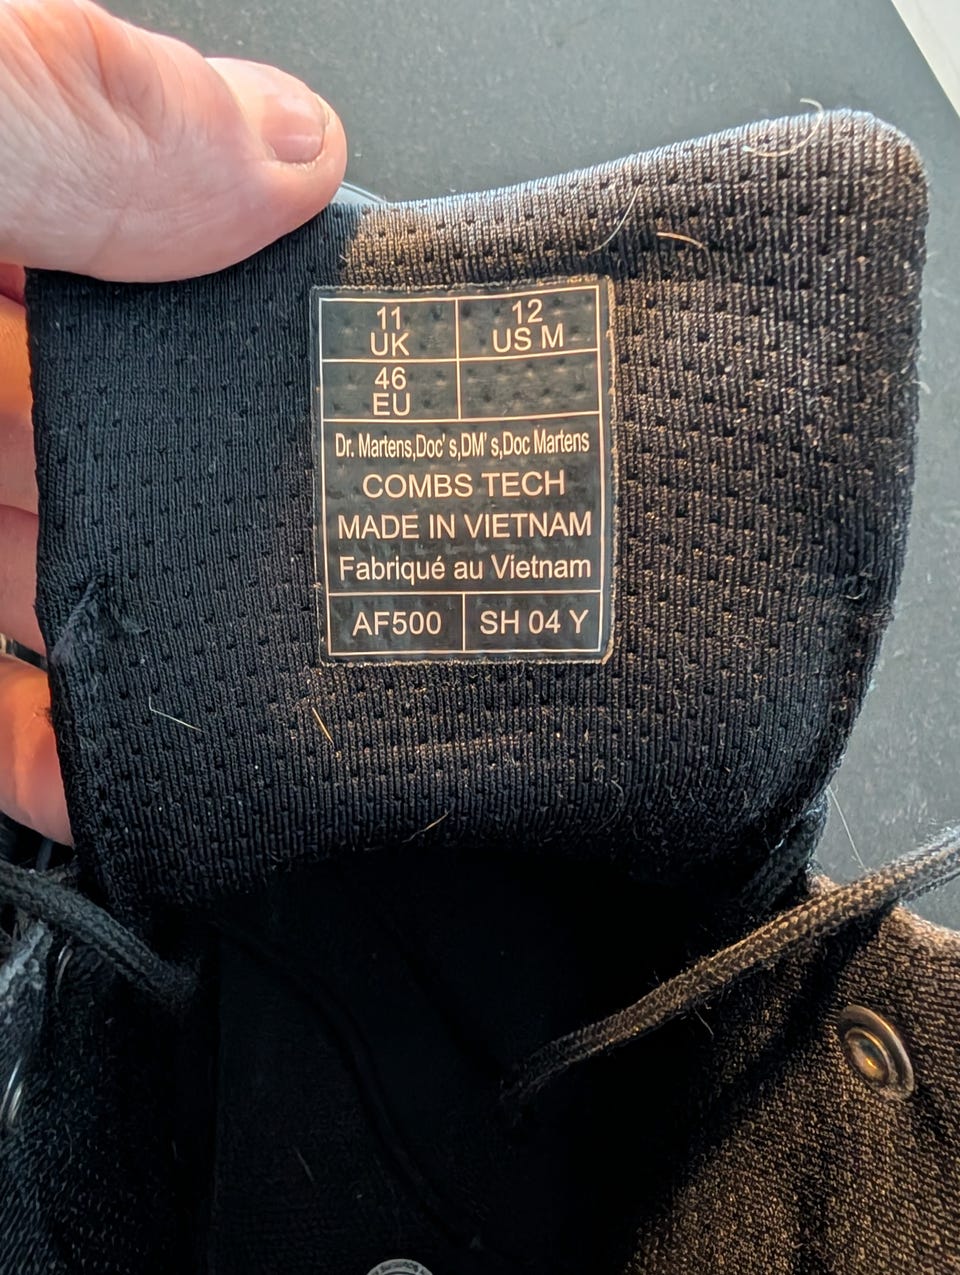 11
UK
12
US M
46
EU
Dr. Martens,Doc' s,DM' s,Doc Martens
COMBS TECH
MADE IN VIETNAM
Fabriqué au Vietnam
AF500
SH 04 Y